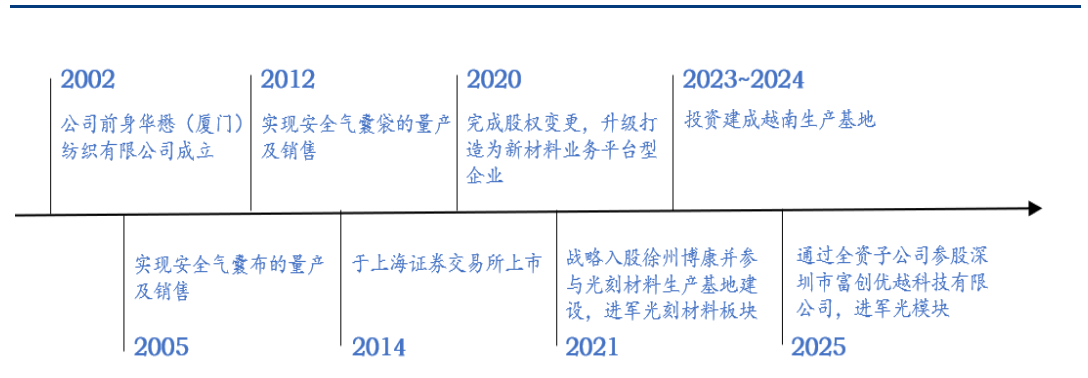 2002
公司前身华懋（厦门）
纺织有限公司成立
2012
实现安全气囊袋的量产
及销售
2020
完成股权变更，升级打
造为新材料业务平台型
企业
2023~2024
投资建成越南生产基地
实现安全气囊布的量产
及销售
2005
于上海证券交易所上市
2014
战略入股徐州博康并参
与光刻材料生产基地建
设，进军光刻材料板块
2021
通过全资子公司参股深
圳市富创优越科技有限
公司，进军光模块
2025